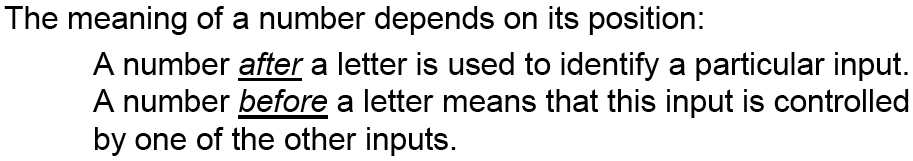 The meaning of a number depends on its position:
A number after a letter is used to identify a particular input.
A number before a letter means that this input is controlled
by one of the other inputs.